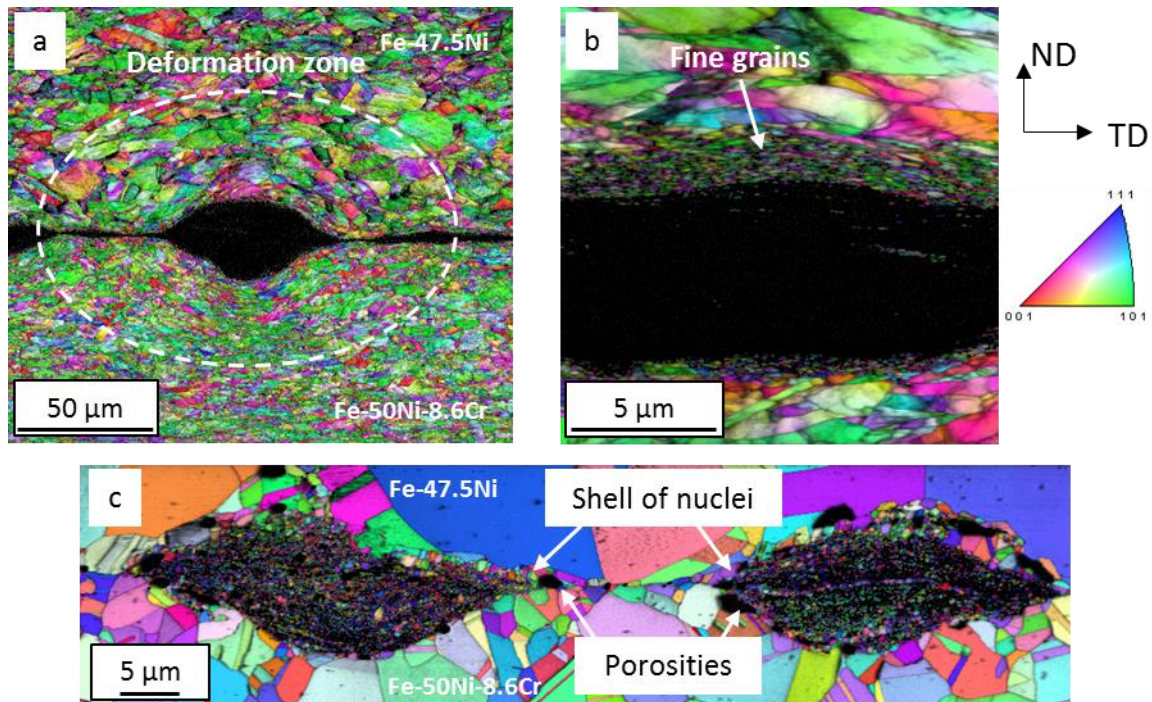 a
Fe-47.5Ni
Deformation zone
50 µm
Fe-50Ni-8.6Cr
b
Fine grains
5 µm
ND
TD
111
001
101
c
Fe-47.5Ni
Shell of nuclei
Porosities
5 µm
Fe-50Ni-8.6Cr